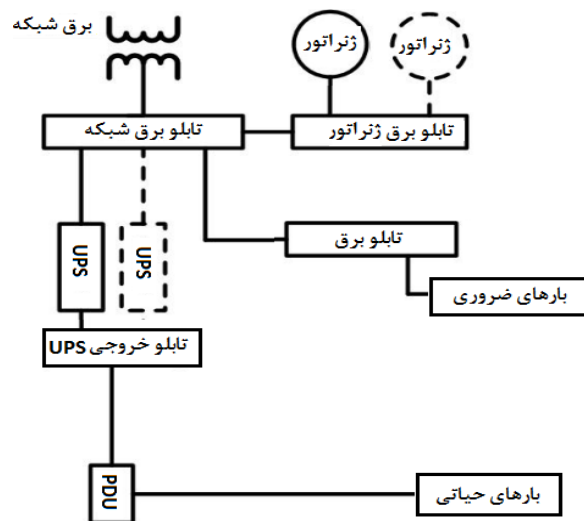 برق شبکه
ژنراتور
ژنراتور
تابلو برق شبکه
تابلو برق ژنراتور
UPS
UPS
تابلو برق
بارهای ضروری
تابلو خروجی UPS
PDU
بارهای حیاتی